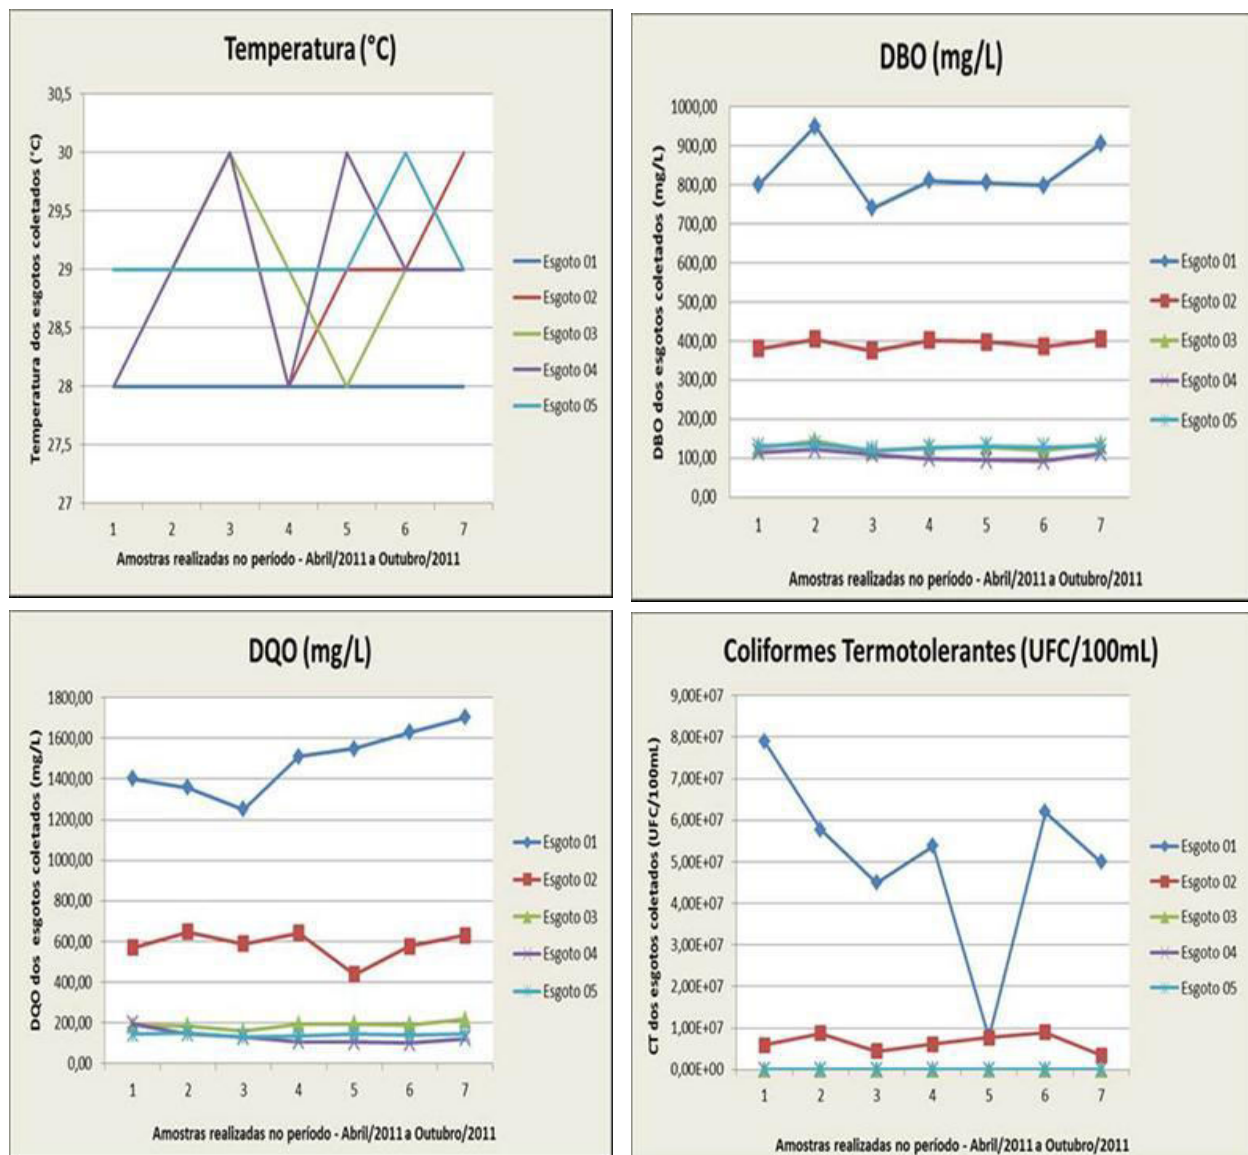 Temperatura (°C)
Temperatura dos esgotos coletados (°C)
30,5
30
29,5
29
28,5
28
27,5
27
1 2 3 4 5 6 7
Amostras realizadas no período - Abril/2011 a Outubro/2011
Esgoto 01
Esgoto 02
Esgoto 03
Esgoto 04
Esgoto 05
DBO (mg/L)
DBO dos esgotos coletados (mg/L)
1000,00
900,00
800,00
700,00
600,00
500,00
400,00
300,00
200,00
100,00
0,00
1 2 3 4 5 6 7
Amostras realizadas no período - Abril/2011 a Outubro/2011
Esgoto 01
Esgoto 02
Esgoto 03
Esgoto 04
Esgoto 05
DQO (mg/L)
DQO dos esgotos coletados (mg/L)
1800,00
1600,00
1400,00
1200,00
1000,00
800,00
600,00
400,00
200,00
0,00
1 2 3 4 5 6 7
Amostras realizadas no período - Abril/2011 a Outubro/2011
Esgoto 01
Esgoto 02
Esgoto 03
Esgoto 04
Esgoto 05
Coliformes Termotolerantes (UFC/100mL)
CT dos esgotos coletados (UFC/100mL)
9,00E+07
8,00E+07
7,00E+07
6,00E+07
5,00E+07
4,00E+07
3,00E+07
2,00E+07
1,00E+07
0,00E+00
1 2 3 4 5 6 7
Amostras realizadas no período - Abril/2011 a Outubro/2011
Esgoto 01
Esgoto 02
Esgoto 03
Esgoto 04
Esgoto 05